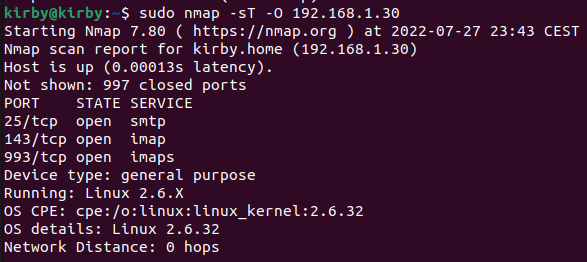 kirby@kirby:~$ sudo nmap -sT -O 192.168.1.30
Starting Nmap 7.80 ( https://nmap.org ) at 2022-07-27 23:43 CEST
Nmap scan report for kirby.home (192.168.1.30)
Host is up (0.00013s latency).
Not shown: 997 closed ports
PORT    STATE SERVICE
25/tcp  open  smtp
143/tcp open  imap
993/tcp open  imaps
Device type: general purpose
Running: Linux 2.6.X
OS CPE: cpe:/o:linux:linux_kernel:2.6.32
OS details: Linux 2.6.32
Network Distance: 0 hops